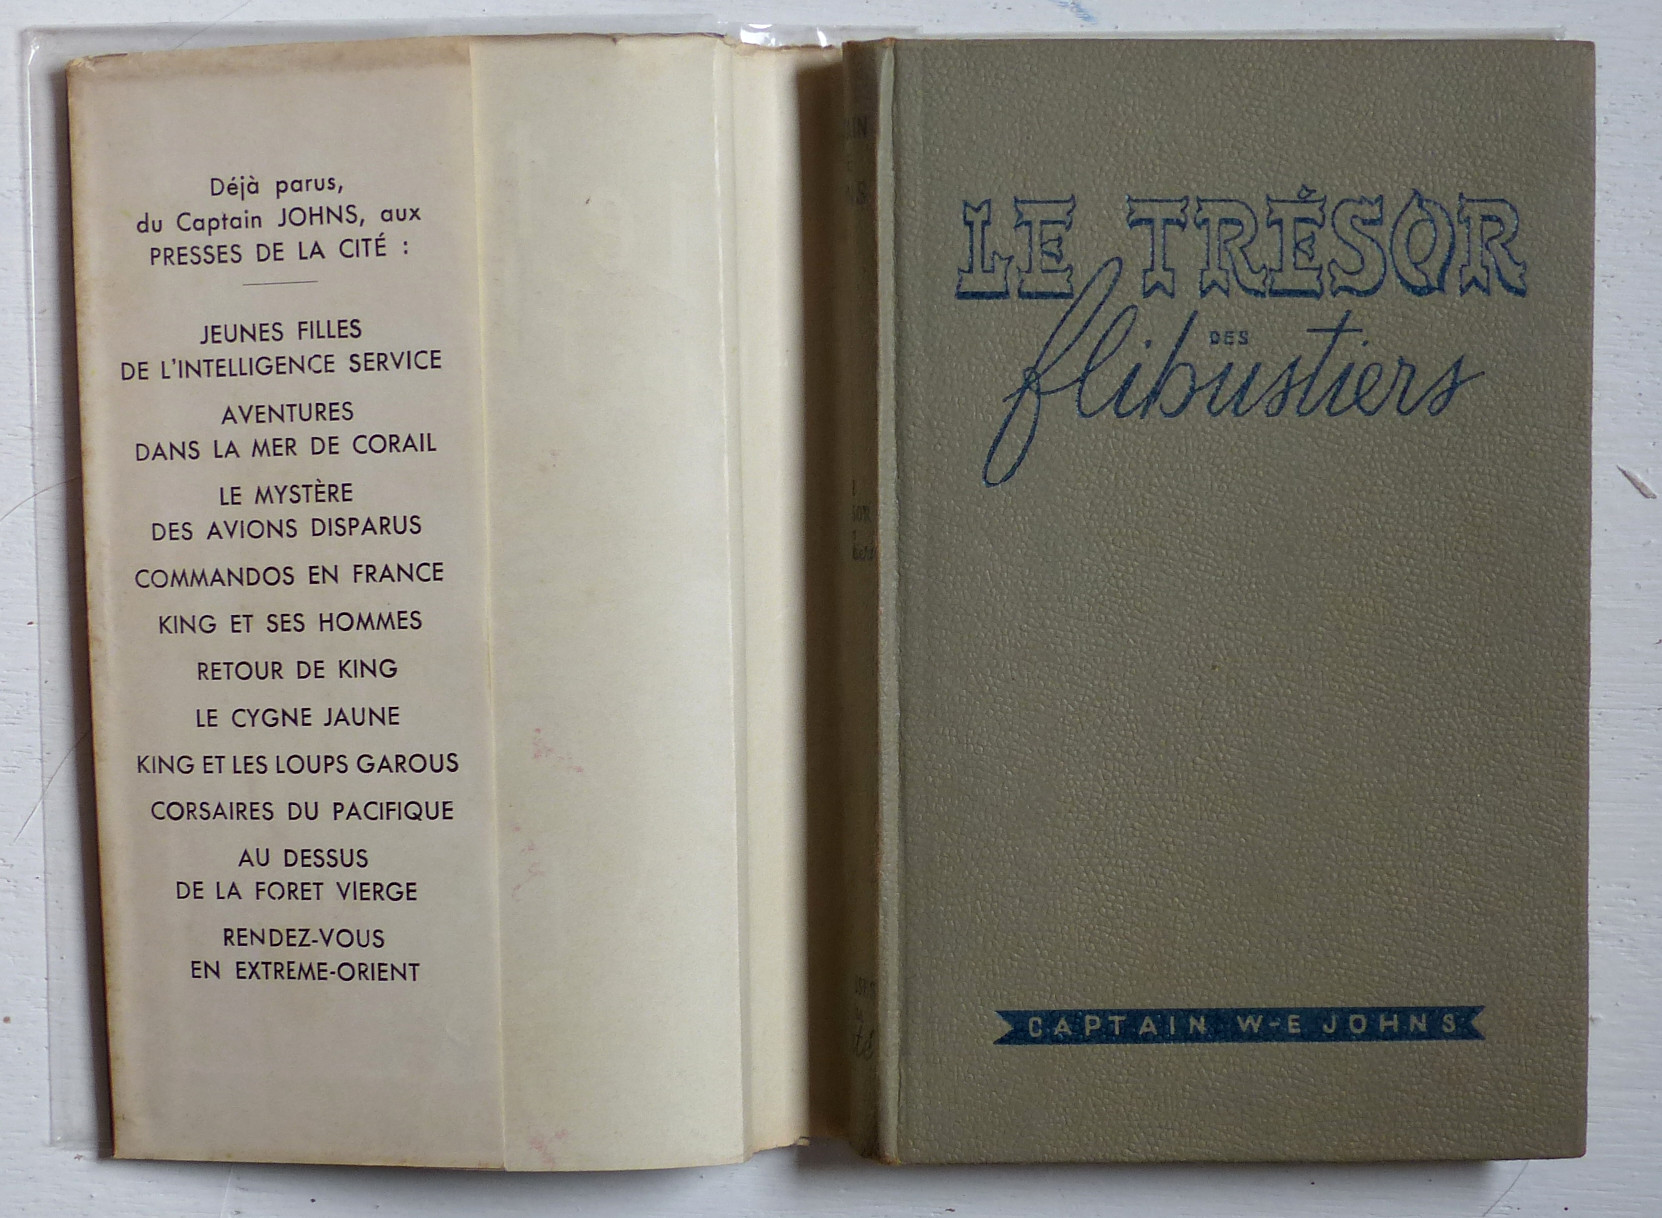 Déjà parus,
du Captain JOHNS, aux
PRESSES DE LA CITÉ :
JEUNES FILLES
DE L'INTELLIGENCE SERVICE
AVENTURES
DANS LA MER DE CORAIL
LE MYSTÈRE
DES AVIONS DISPARUS
COMMANDOS EN FRANCE
KING ET SES HOMMES
RETOUR DE KING
LE CYGNE JAUNE
KING ET LES LOUPS GAROUS
CORSAIRES DU PACIFIQUE
AU DESSUS
DE LA FORET VIERGE
RENDEZ-VOUS
EN EXTREME-ORIENT
LE TRÉSOR
DES
flibustiers
CAPTAIN W-E JOHNS